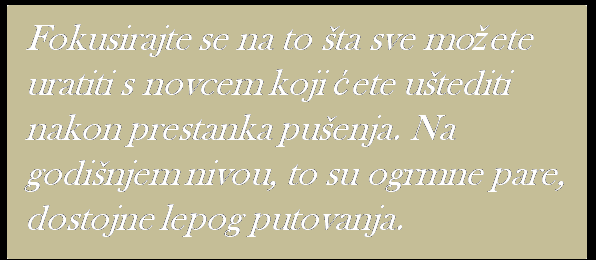 Fokusirajte se na to šta sve možete
uratiti s novcem koji ćete uštediti
nakon prestanka pušenja. Na
godišnjem nivou, to su ogrmne pare,
dostojne lepog putovanja.